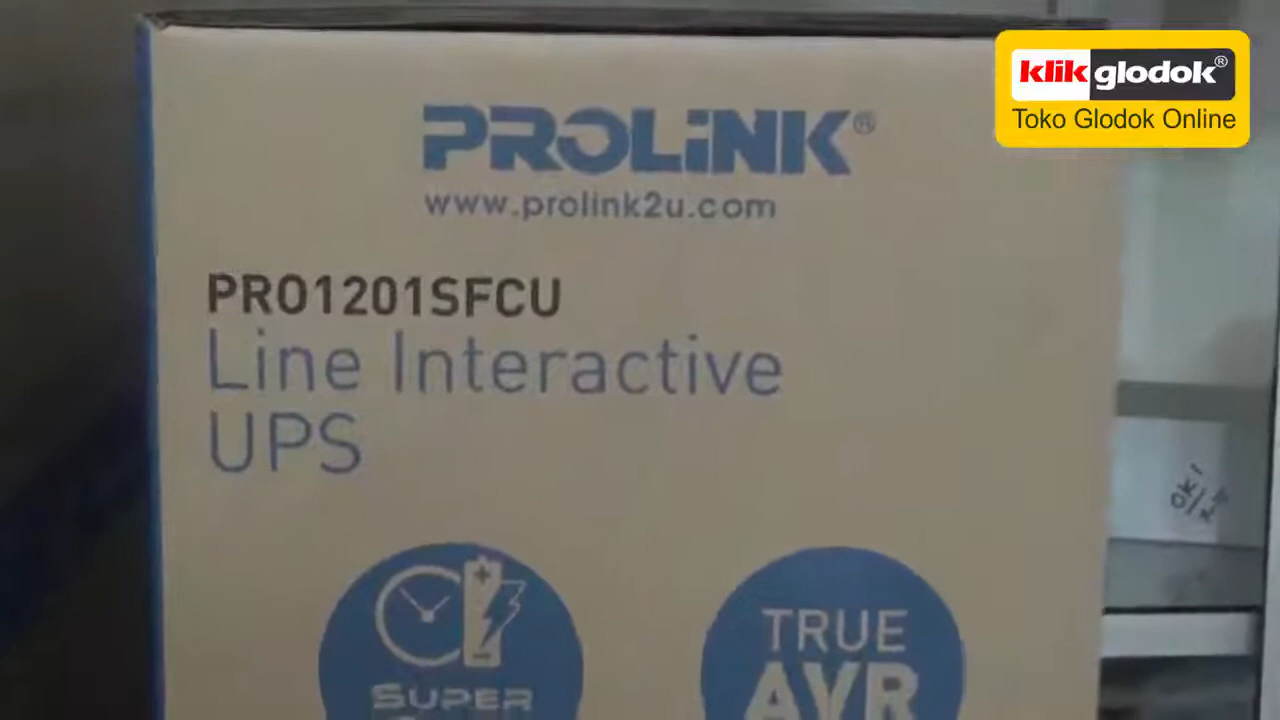 klikglodok®
Toko Glodok Online
PROLiNK®
www.prolink2u.com
PRO1201SFCU
Line Interactive
UPS
SUPER
TRUE
AVR